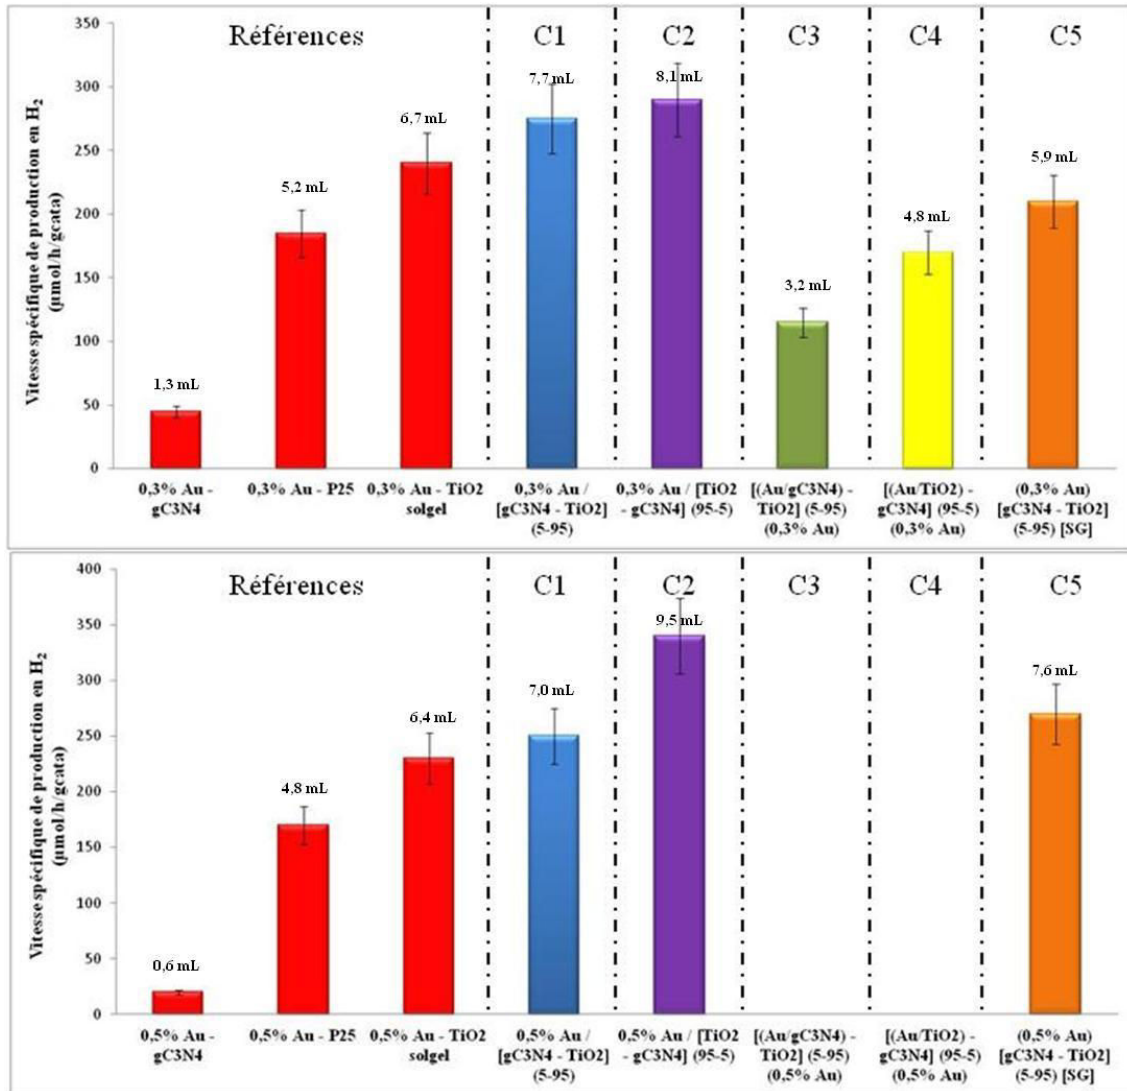 Vitesse spécifique de production en H₂
(µmol/h/gcata)
350
300
250
200
150
100
50
0
Références
C1
C2
C3
C4
C5
1,3 mL
5,2 mL
6,7 mL
7,7 mL
8,1 mL
3,2 mL
4,8 mL
5,9 mL
0,3% Au -
gC3N4
0,3% Au - P25
0,3% Au - TiO2
solgel
0,3% Au /
[gC3N4 - TiO2]
(5-95)
0,3% Au / [TiO2
- gC3N4] (95-5)
[(Au/gC3N4) -
TiO2] (5-95)
(0,3% Au)
[(Au/TiO2) -
gC3N4] (95-5)
(0,3% Au)
(0,3% Au)
[gC3N4 - TiO2]
(5-95) [SG]
Vitesse spécifique de production en H₂
(µmol/h/gcata)
400
350
300
250
200
150
100
50
0
Références
C1
C2
C3
C4
C5
0,6 mL
4,8 mL
6,4 mL
7,0 mL
9,5 mL
7,6 mL
0,5% Au -
gC3N4
0,5% Au - P25
0,5% Au - TiO2
solgel
0,5% Au /
[gC3N4 - TiO2]
(5-95)
0,5% Au / [TiO2
- gC3N4] (95-5)
[(Au/gC3N4) -
TiO2] (5-95)
(0,5% Au)
[(Au/TiO2) -
gC3N4] (95-5)
(0,5% Au)
(0,5% Au)
[gC3N4 - TiO2]
(5-95) [SG]